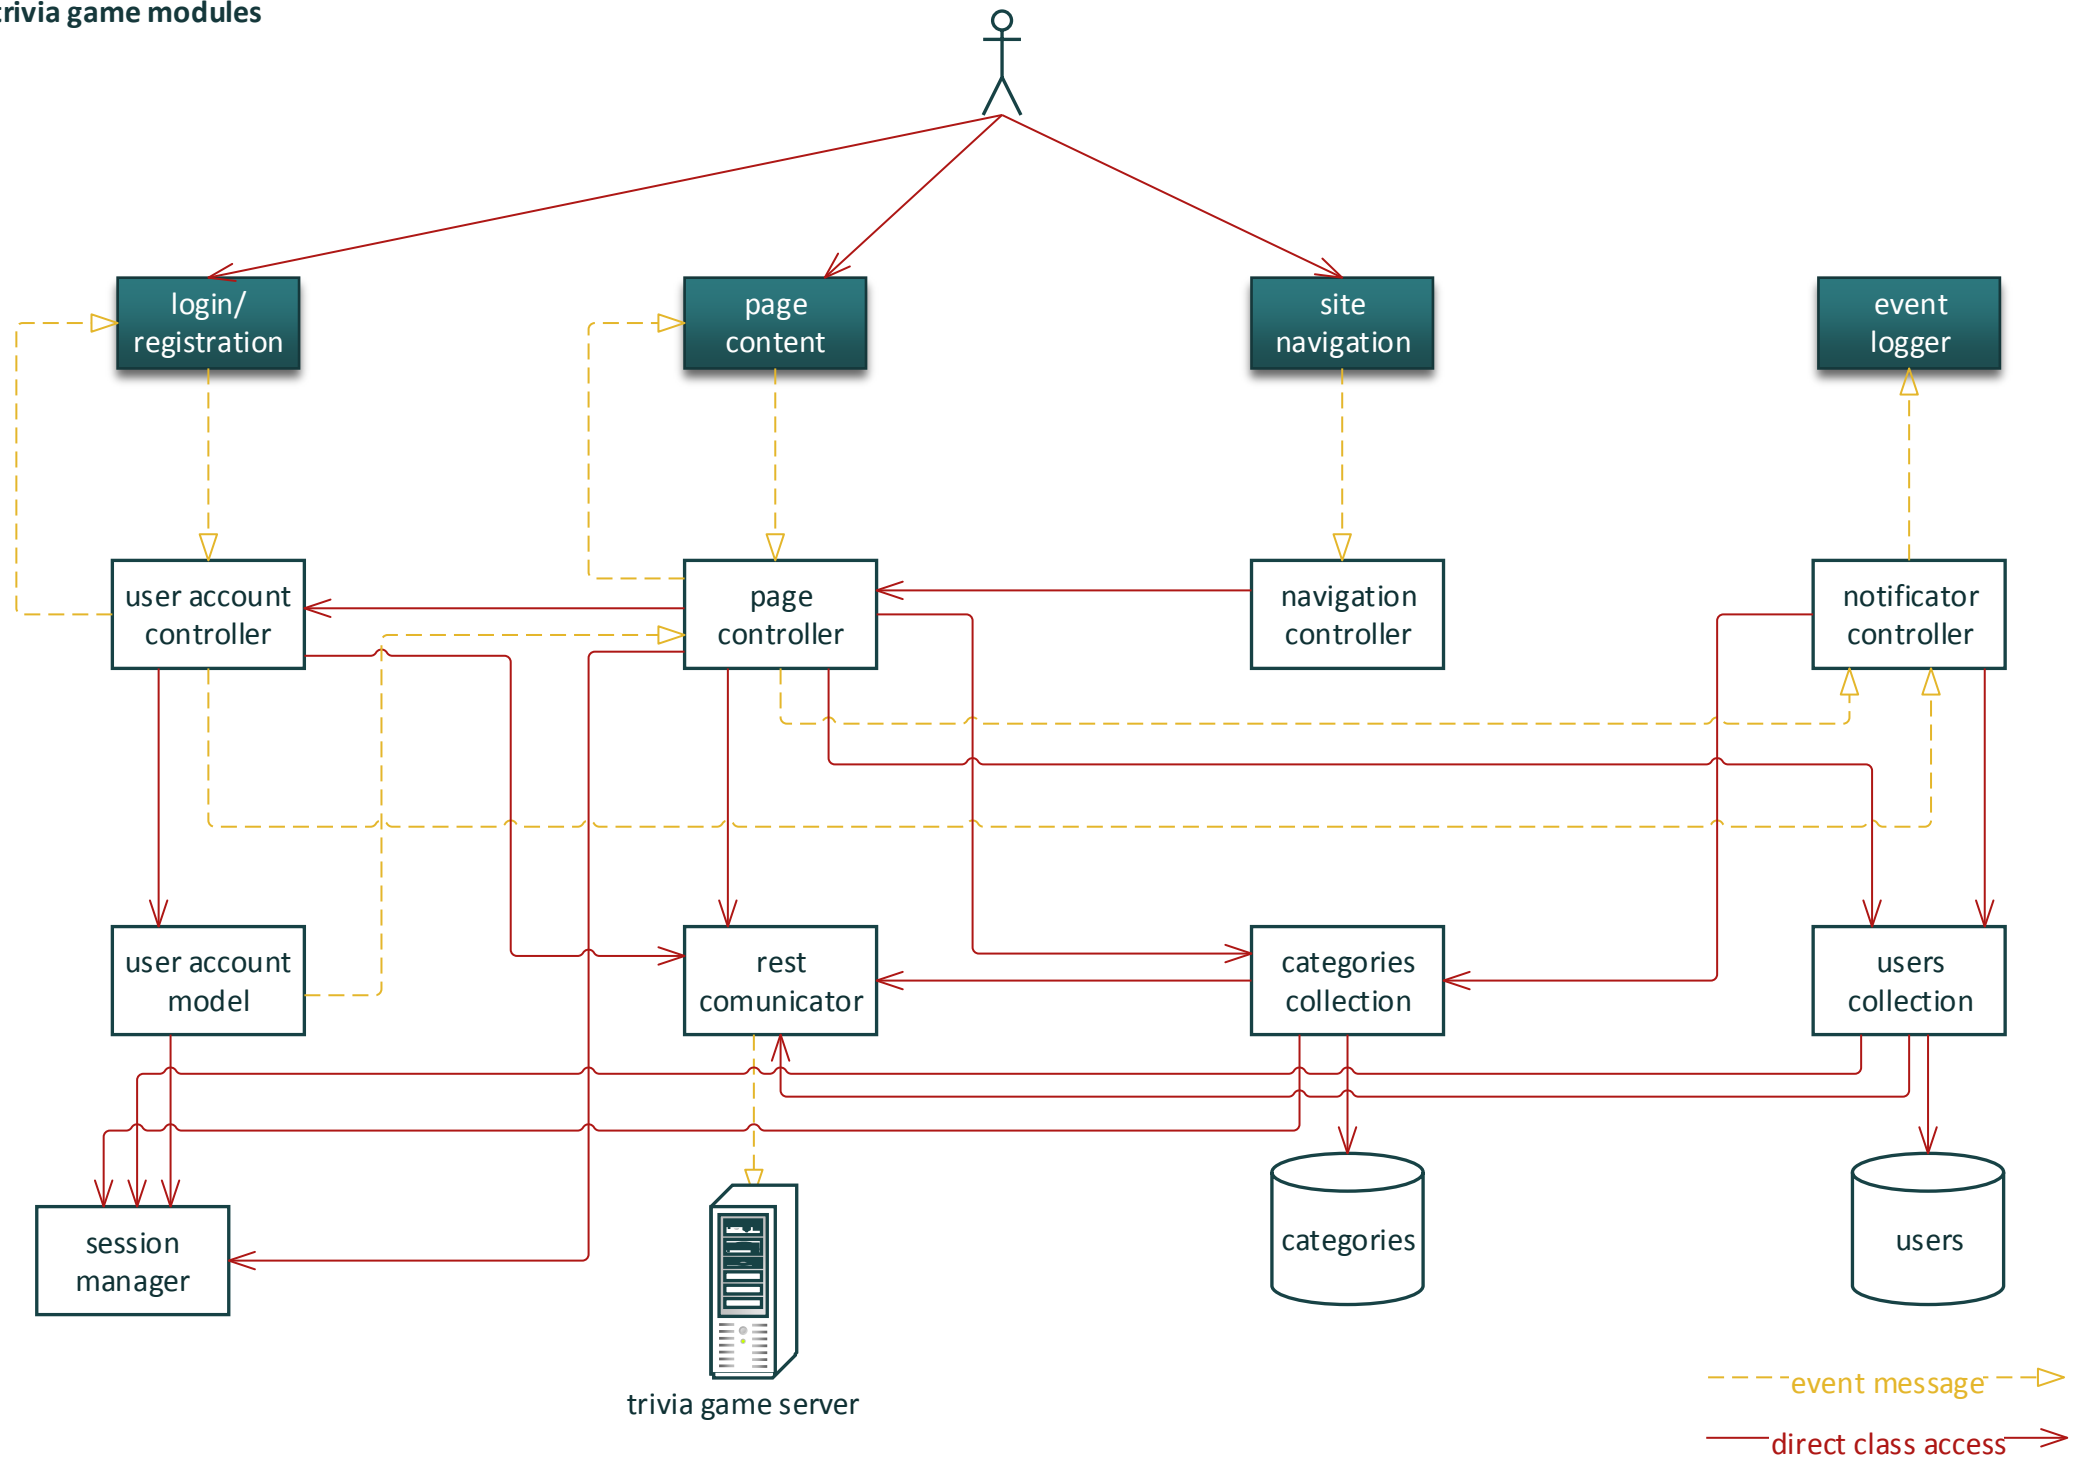 trivia game modules
login/
registration
page
content
site
navigation
event
logger
user account
controller
page
controller
navigation
controller
notificator
controller
user account
model
rest
comunicator
categories
collection
users
collection
session
manager
categories
users
trivia game server
event message
direct class access